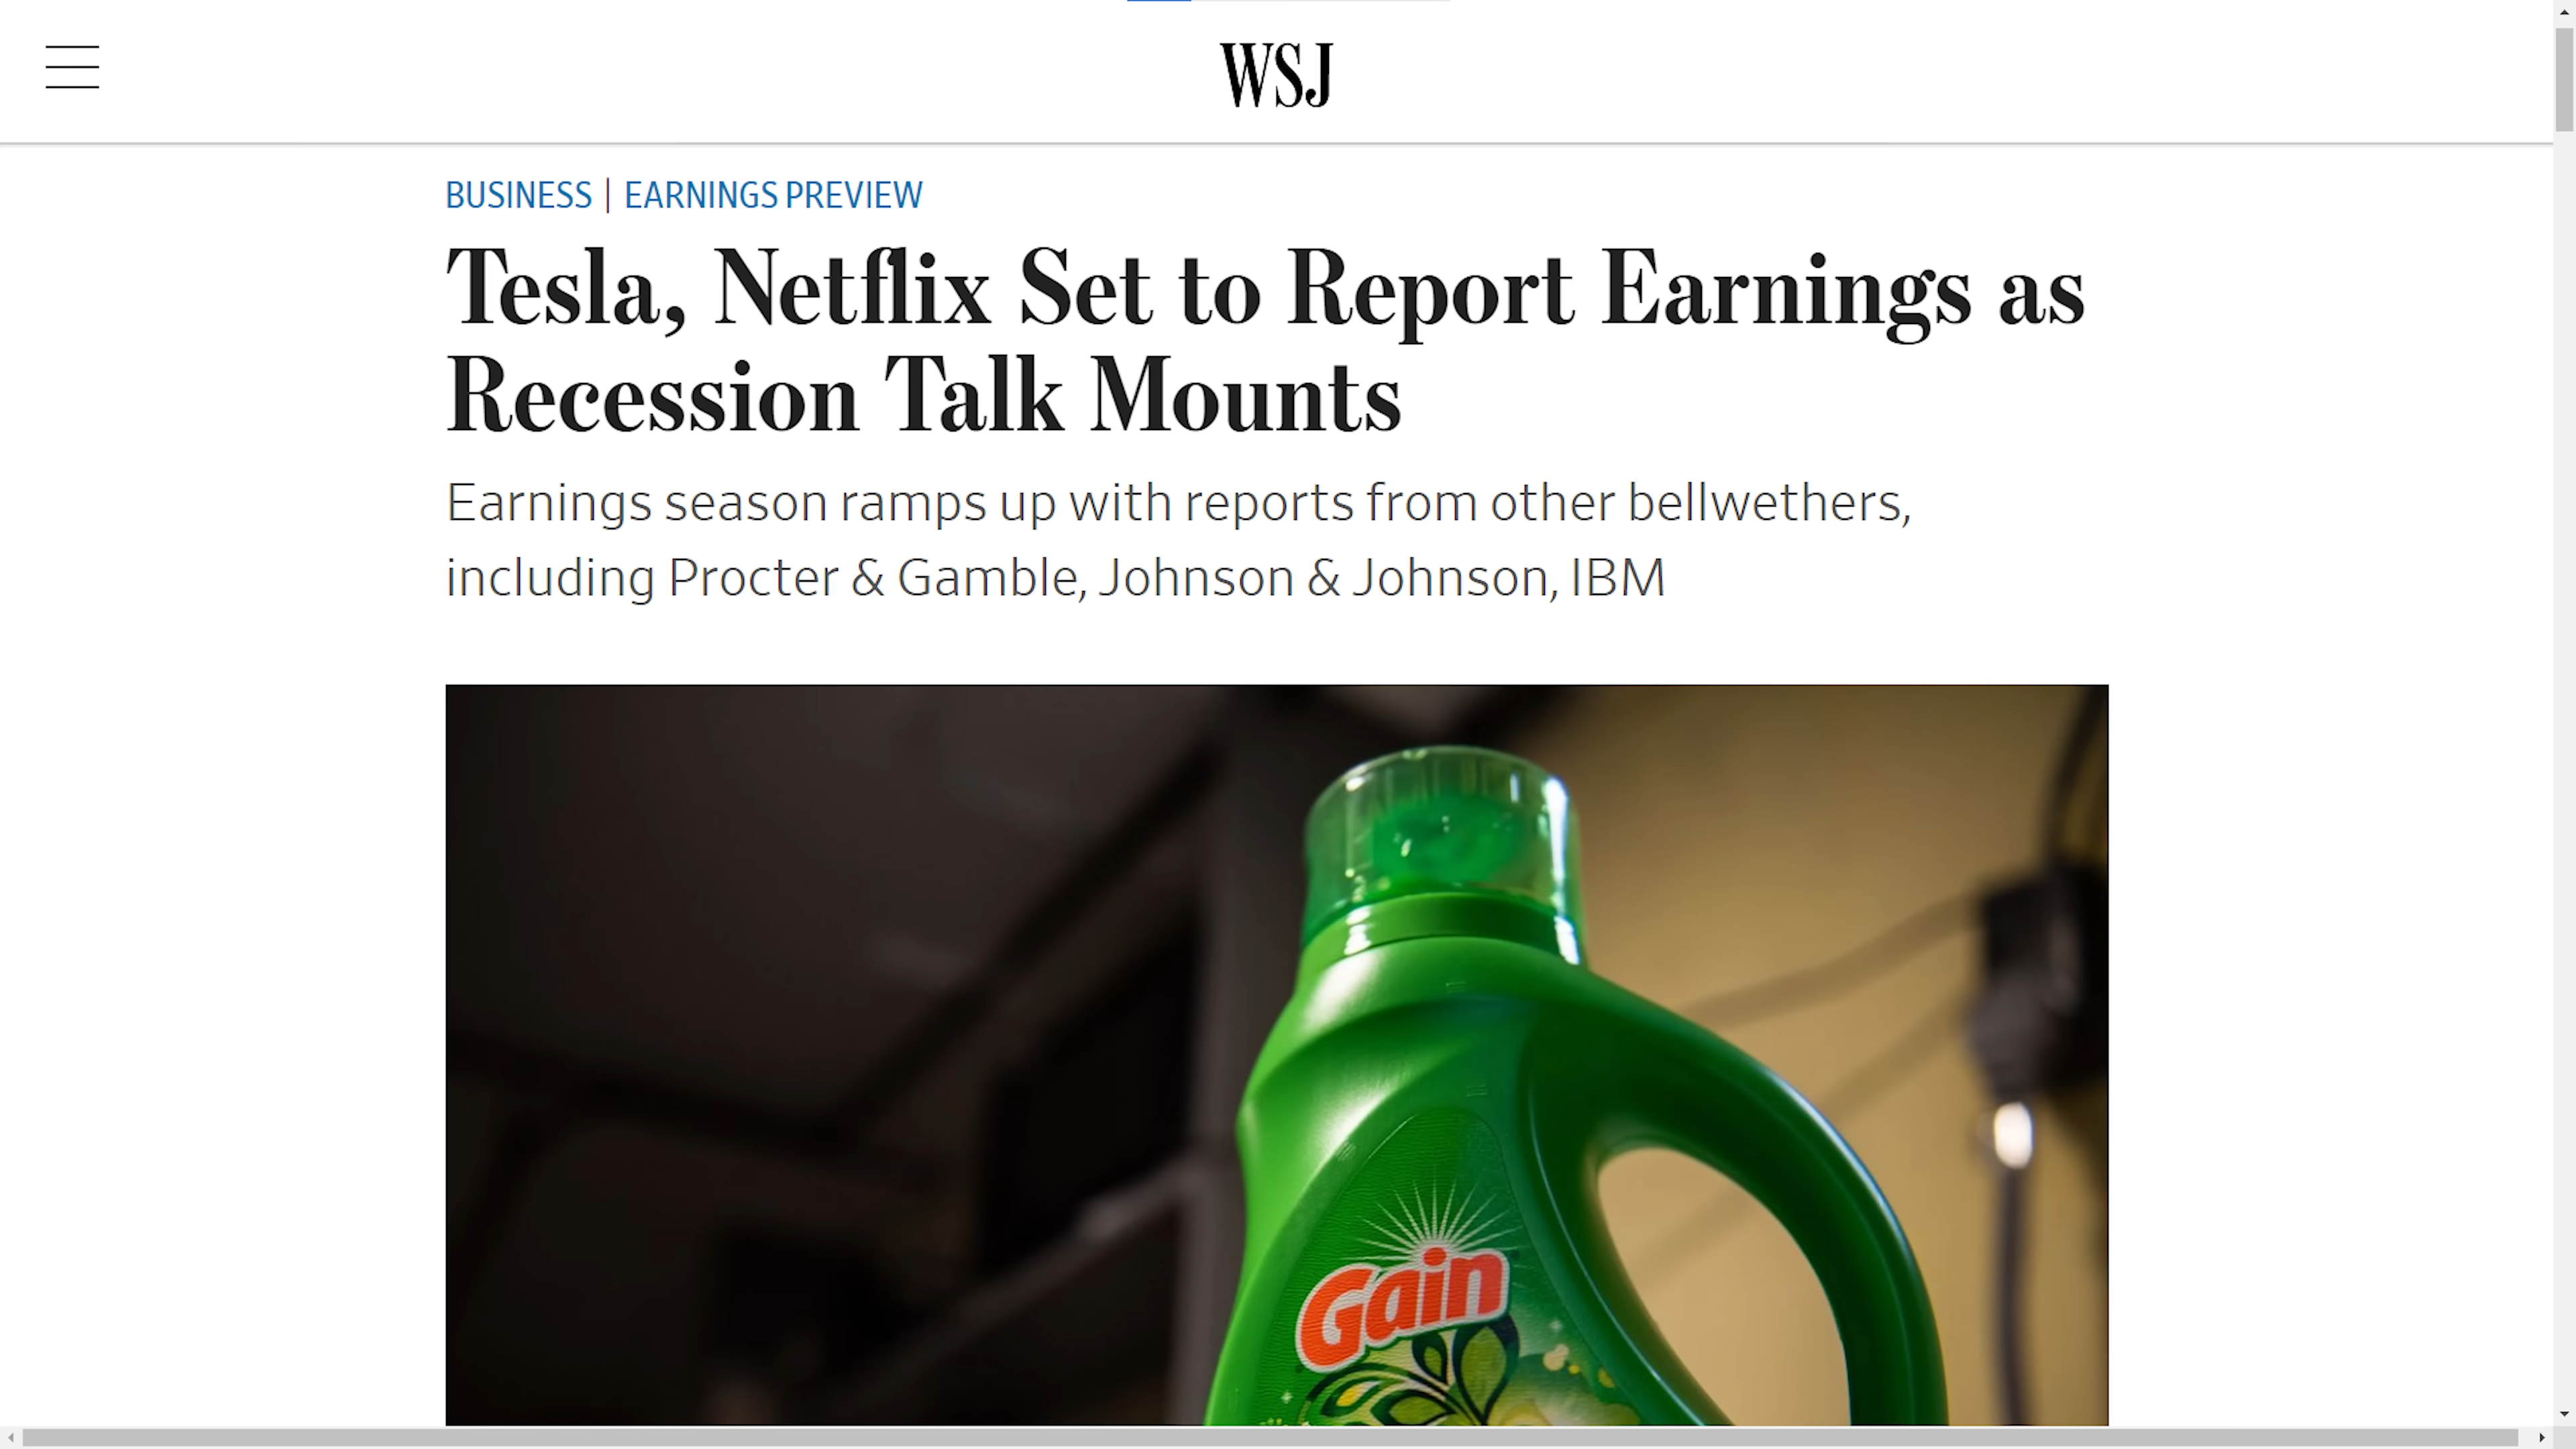 WSJ
BUSINESS | EARNINGS PREVIEW
Tesla, Netflix Set to Report Earnings as
Recession Talk Mounts
Earnings season ramps up with reports from other bellwethers,
including Procter & Gamble, Johnson & Johnson, IBM
Gain